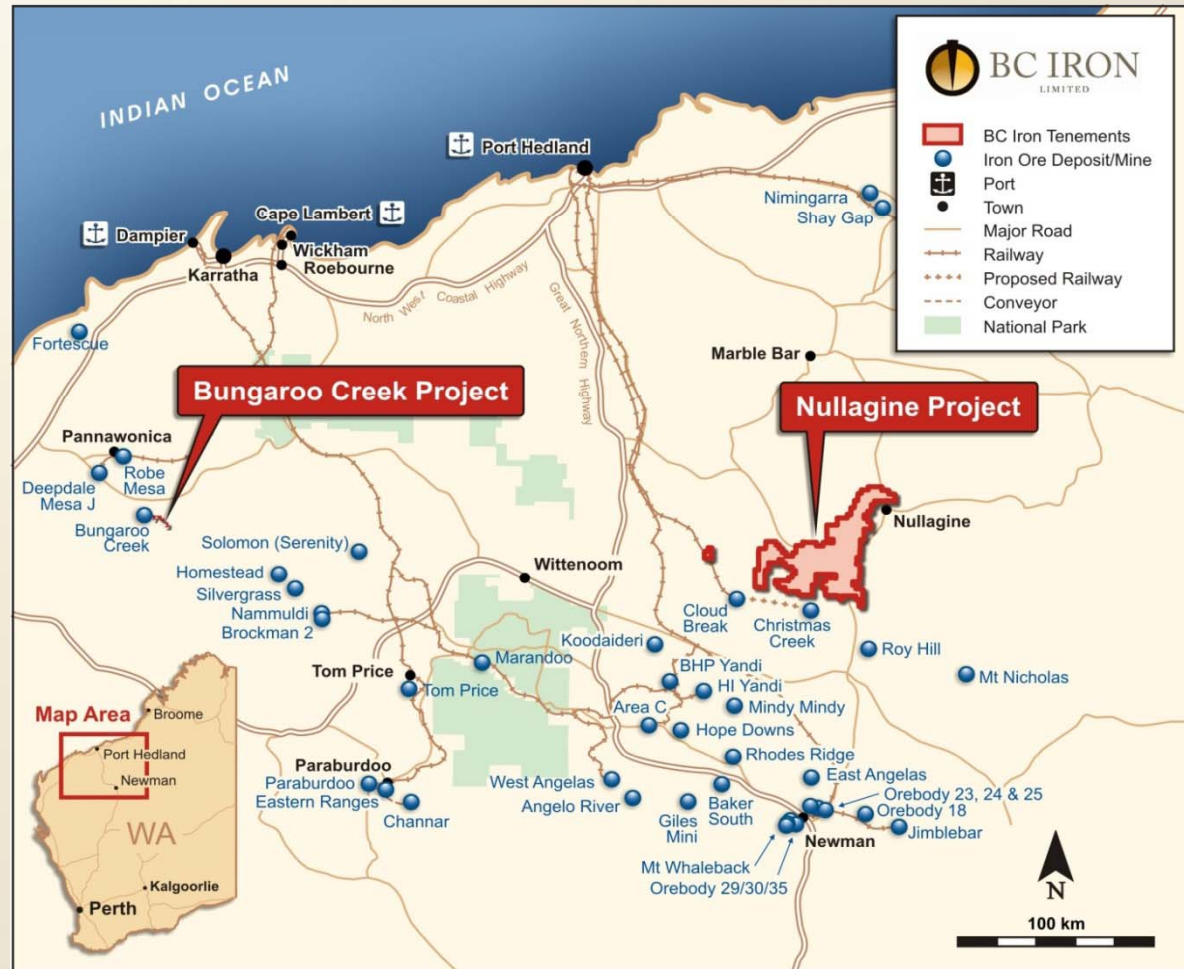 INDIAN OCEAN
BC IRON
LIMITED
BC Iron Tenements
Iron Ore Deposit/Mine
Port
Town
Major Road
Railway
Proposed Railway
Conveyor
National Park
Port Hedland
Nimingarra
Shay Gap
Cape Lambert
Dampier
Wickham
Roebourne
Karratha
North West Coastal Highway
Great Northern Highway
Fortescue
Marble Bar
Bungaroo Creek Project
Nullagine Project
Pannawonica
Robe
Mesa
Deepdale
Mesa J
Bungaroo
Creek
Nullagine
Solomon (Serenity)
Wittenoom
Homestead
Silvergrass
Nammuldi
Brockman 2
Cloud
Break
Christmas
Creek
Koodaideri
Roy Hill
Marandoo
Mt Nicholas
Tom Price
Tom Price
BHP Yandi
HI Yandi
Mindy Mindy
Area C
Hope Downs
Rhodes Ridge
Paraburdoo
Paraburdoo
Eastern Ranges
Channar
West Angelas
Angelo River
Giles
Mini
Baker
South
East Angelas
Orebody 23, 24 & 25
Orebody 18
Jimblebar
Newman
Mt Whaleback
Orebody 29/30/35
Map Area
Broome
Port Hedland
Newman
WA
Kalgoorlie
Perth
N
100 km